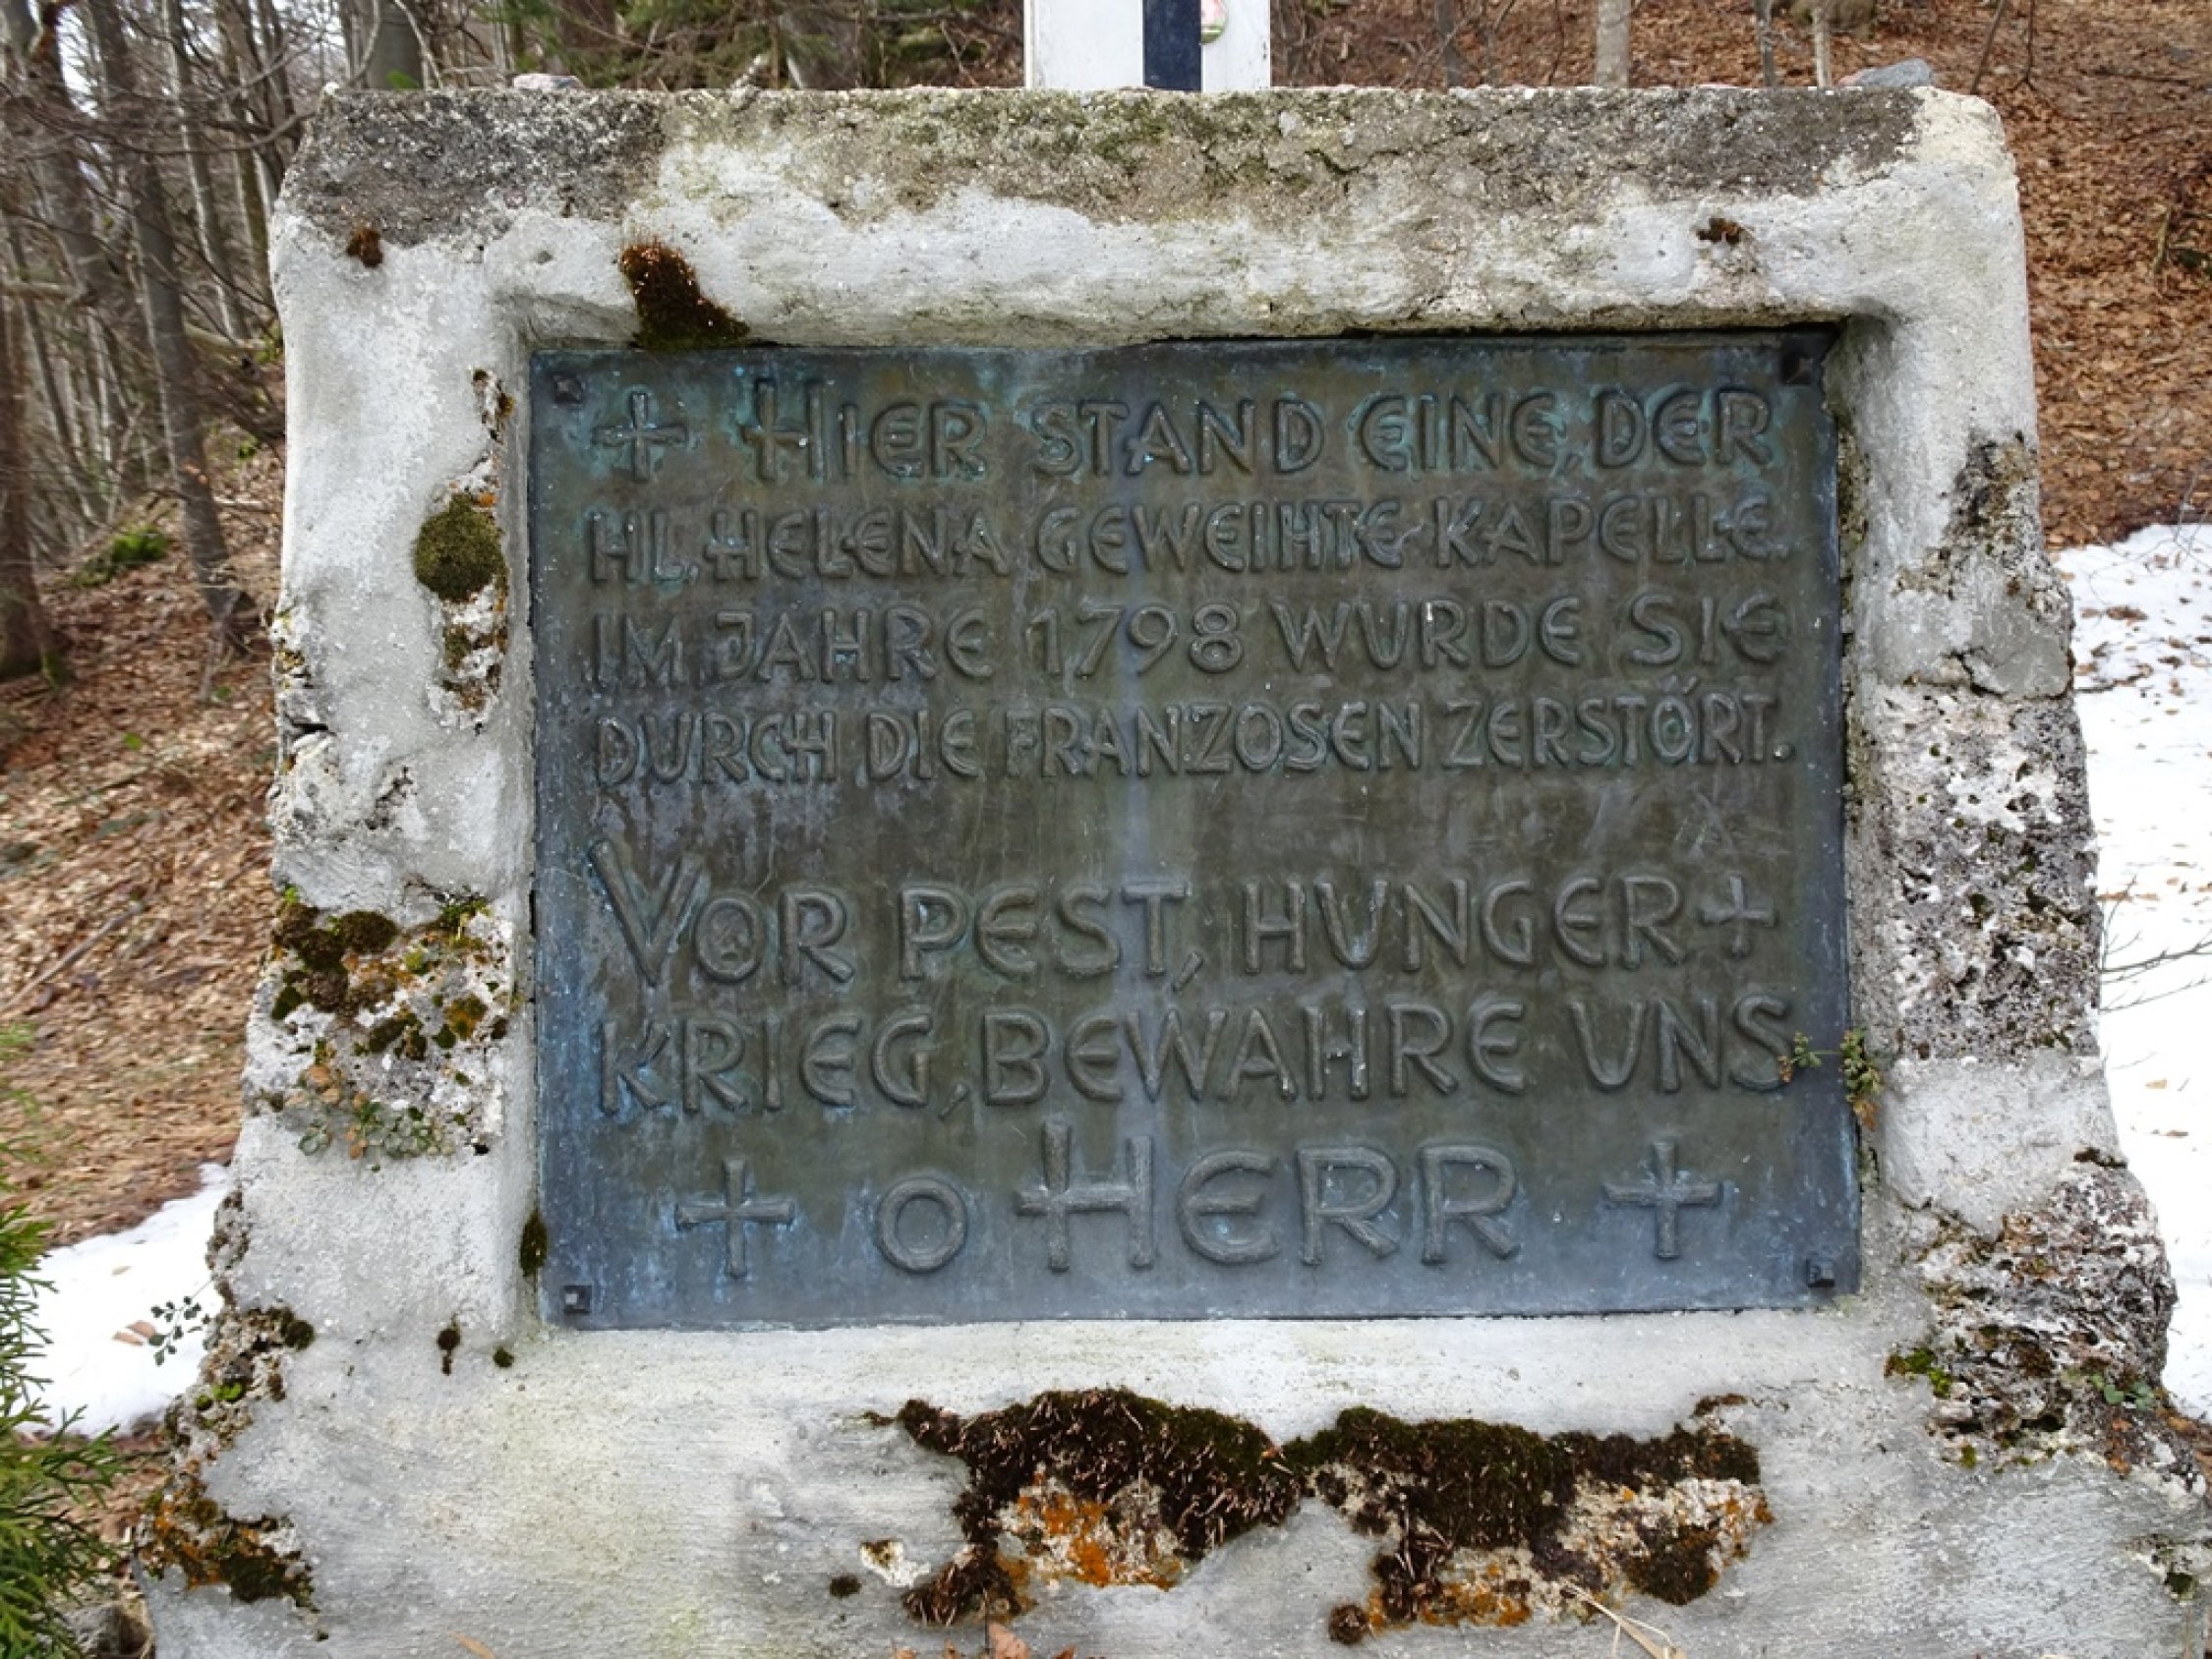 + HIER STAND EINE, DER
HL. HELENA GEWEIHTE KAPELLE.
IM JAHRE 1798 WURDE SIE
DURCH DIE FRANZOSEN ZERSTÖRT.
VOR PEST, HUNGER +
KRIEG, BEWAHRE UNS
+ O HERR +